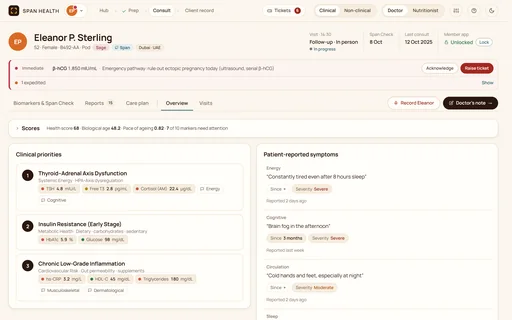 SPAN HEALTH
EP
Hub
Prep
Consult
Client record
Tickets
Clinical
Non-clinical
Doctor
Nutritionist
EP
Eleanor P. Sterling
52 · Female
Sage
Span
Dubai · UAE
Visit · 14:30
Follow-up · In person
In progress
Span Check
8 Oct
Last consult
12 Oct 2025
Member app
Unlocked
Lock
Immediate
β-hCG 1,850 mIU/mL · Emergency pathway: rule out ectopic pregnancy today (ultrasound, serial β-hCG)
Acknowledge
Raise ticket
1 expedited
Show
Biomarkers & Span Check
Reports
Care plan
Overview
Visits
Record Eleanor
Doctor's note →
Scores
Health score 68 · Biological age 48.2 · Pace of ageing 0.82 · 7 of 10 markers need attention
Clinical priorities
1
Thyroid–Adrenal Axis Dysfunction
Systemic Energy · HPA-Axis dysregulation
TSH 4.8 mIU/L
Free T3 2.8 pg/mL
Cortisol (AM) 22.4 µg/dL
Energy
Cognitive
2
Insulin Resistance (Early Stage)
Metabolic Health · Dietary · carbohydrates · sedentary
HbA1c 5.9 %
Glucose 98 mg/dL
3
Chronic Low-Grade Inflammation
Cardiovascular Risk · Gut permeability · supplements
hs-CRP 3.2 mg/L
HDL-C 45 mg/dL
Triglycerides 180 mg/dL
Musculoskeletal
Dermatological
Patient-reported symptoms
Energy
"Constantly tired even after 8 hours sleep"
Since
Severity Severe
Reported 2 days ago
Cognitive
"Brain fog in the afternoon"
Since 3 months
Severity Severe
Reported last week
Circulation
"Cold hands and feet, especially at night"
Since
Severity Moderate
Reported 2 days ago
Sleep